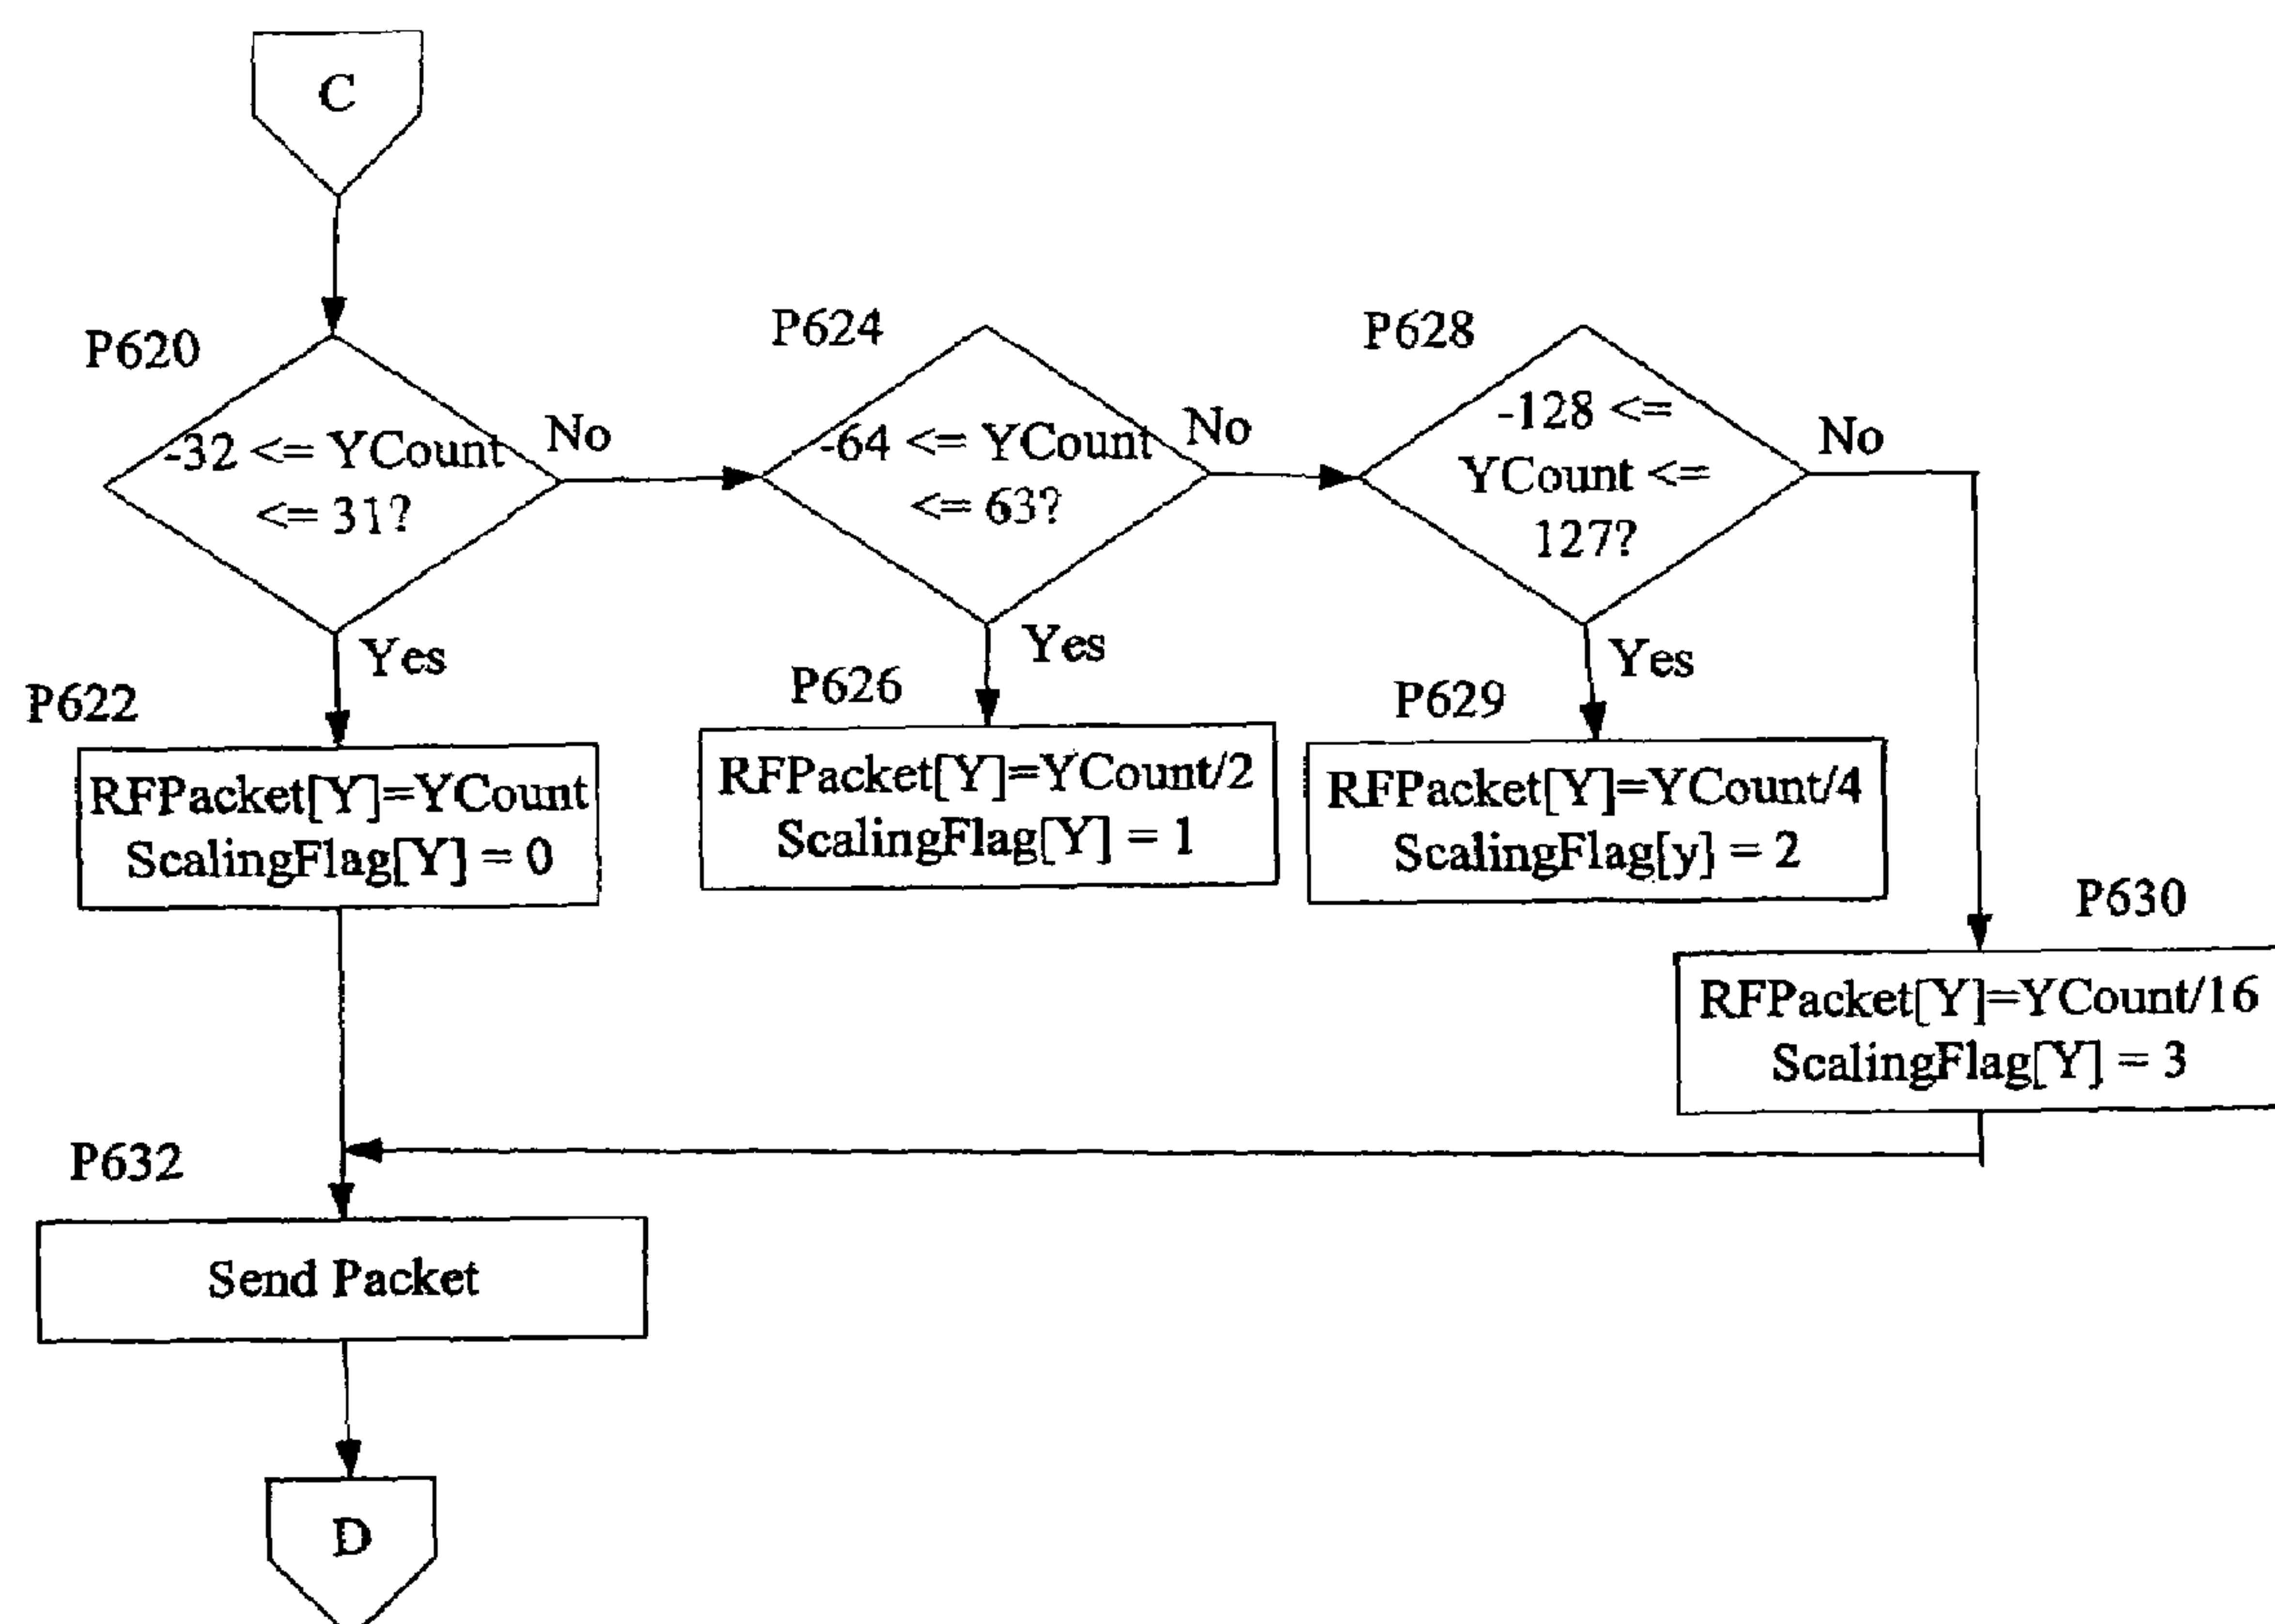 C
P620
-32 <= YCount
<= 31?
No
Yes
P624
-64 <= YCount
<= 63?
No
Yes
P628
-128 <=
YCount <=
127?
No
Yes
P622
RFPacket[Y]=YCount
ScalingFlag[Y] = 0
P626
RFPacket[Y]=YCount/2
ScalingFlag[Y] = 1
P629
RFPacket[Y]=YCount/4
ScalingFlag[y] = 2
P630
RFPacket[Y]=YCount/16
ScalingFlag[Y] = 3
P632
Send Packet
D